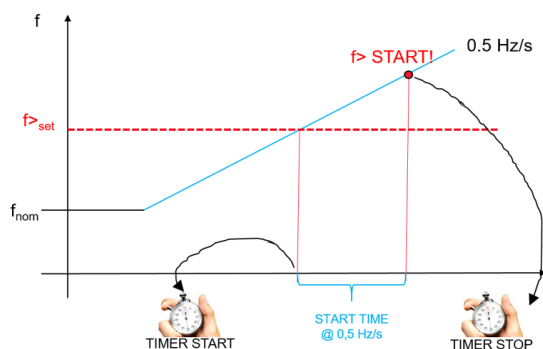 f
0.5 Hz/s
f> START!
f>set
fnom
START TIME
@ 0,5 Hz/s
TIMER START
TIMER STOP